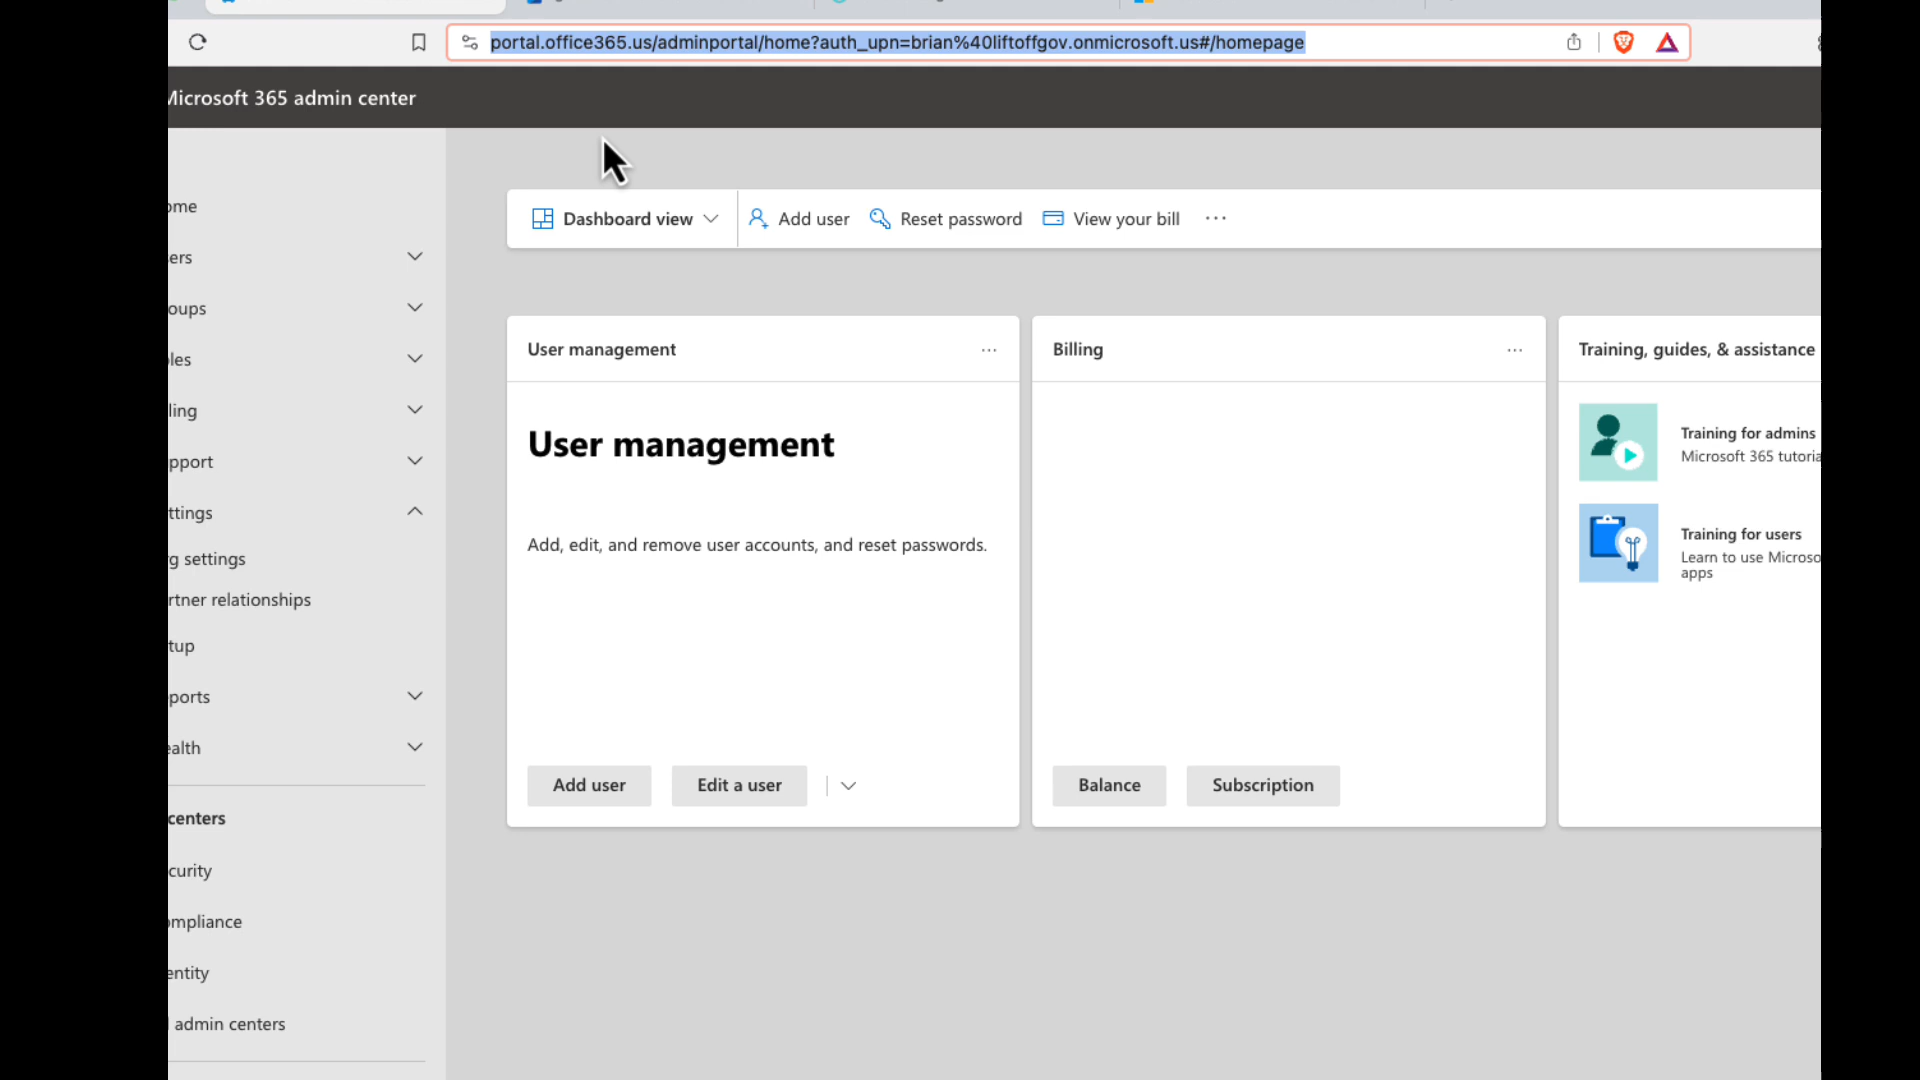 portal.office365.us/adminportal/home?auth_upn=brian%40liftoffgov.onmicrosoft.us#/homepage
Microsoft 365 admin center
ome
ers
oups
les
ling
pport
ttings
rg settings
rtner relationships
tup
ports
ealth
centers
curity
ompliance
entity
admin centers
Dashboard view
Add user
Reset password
View your bill
User management
User management
Add, edit, and remove user accounts, and reset passwords.
Add user
Edit a user
Billing
Balance
Subscription
Training, guides, & assistance
Training for admins
Microsoft 365 tutoria
Training for users
Learn to use Microso
apps